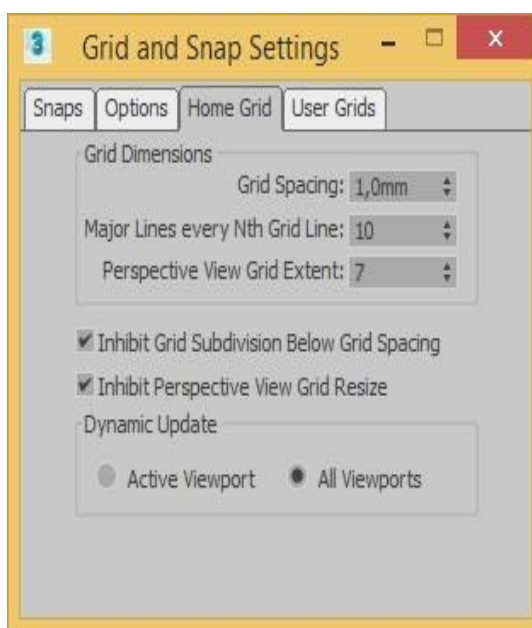 3 Grid and Snap Settings
Snaps Options Home Grid User Grids
Grid Dimensions
Grid Spacing: 1,0mm
Major Lines every Nth Grid Line: 10
Perspective View Grid Extent: 7
Inhibit Grid Subdivision Below Grid Spacing
Inhibit Perspective View Grid Resize
Dynamic Update
Active Viewport All Viewports